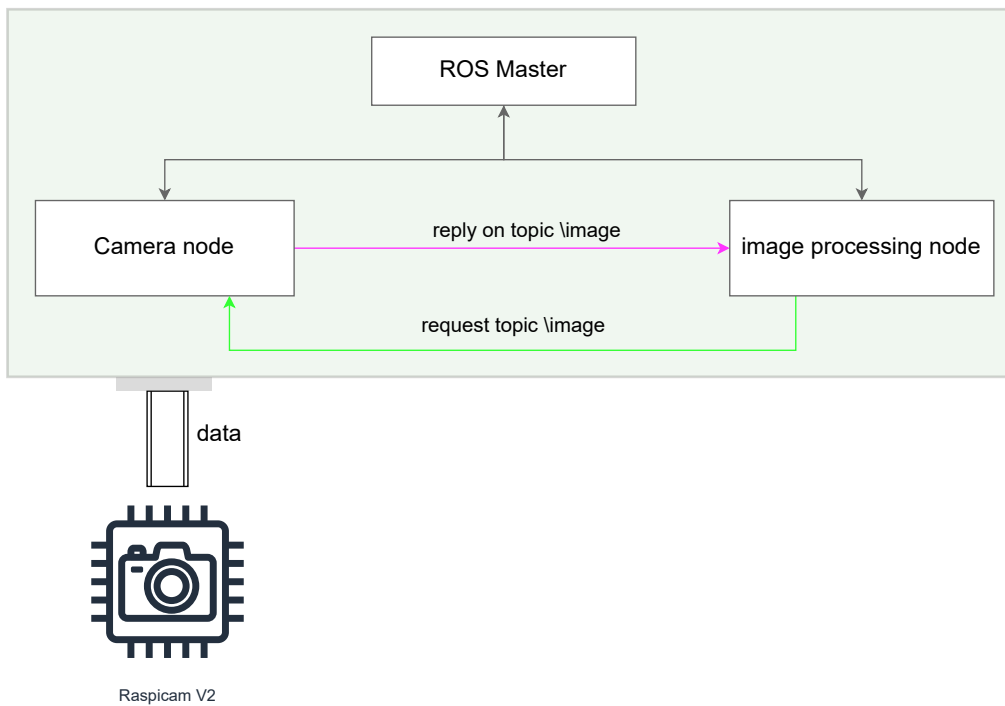 ROS Master
Camera node
reply on topic \image
image processing node
request topic \image
data
Raspicam V2